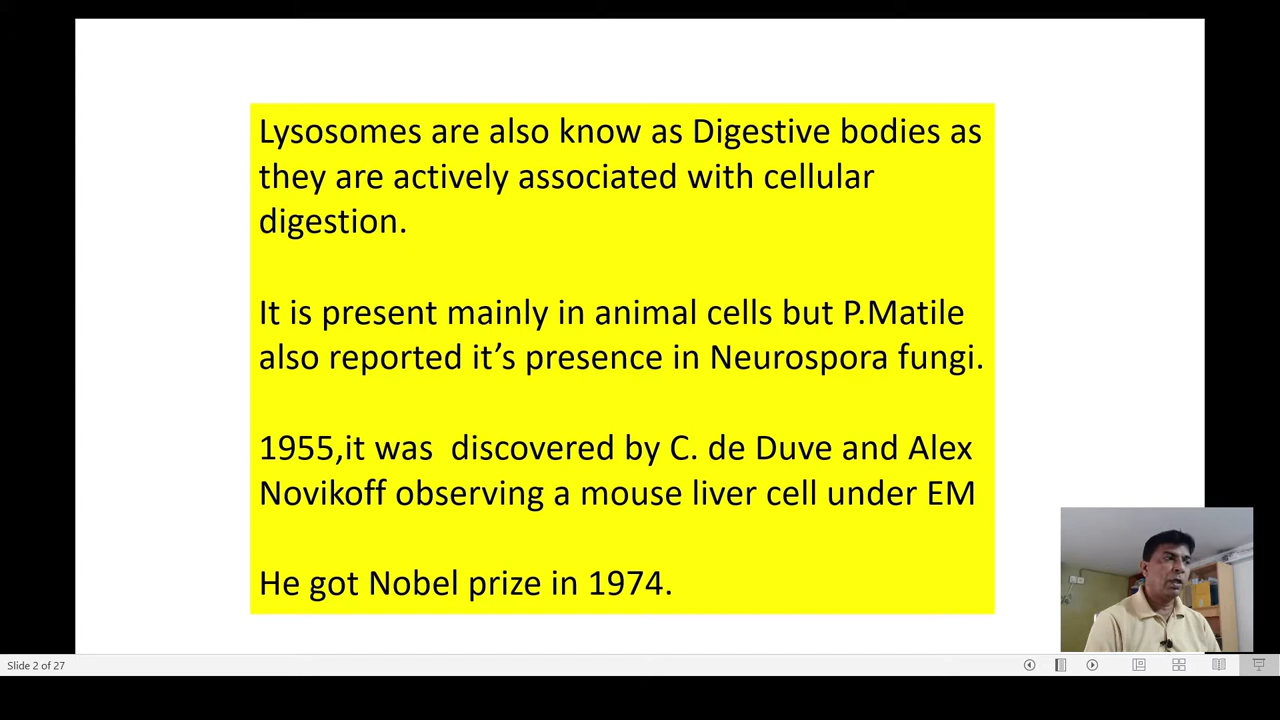 Lysosomes are also know as Digestive bodies as
they are actively associated with cellular
digestion.
It is present mainly in animal cells but P.Matile
also reported it’s presence in Neurospora fungi.
1955,it was  discovered by C. de Duve and Alex
Novikoff observing a mouse liver cell under EM
He got Nobel prize in 1974.
Slide 2 of 27